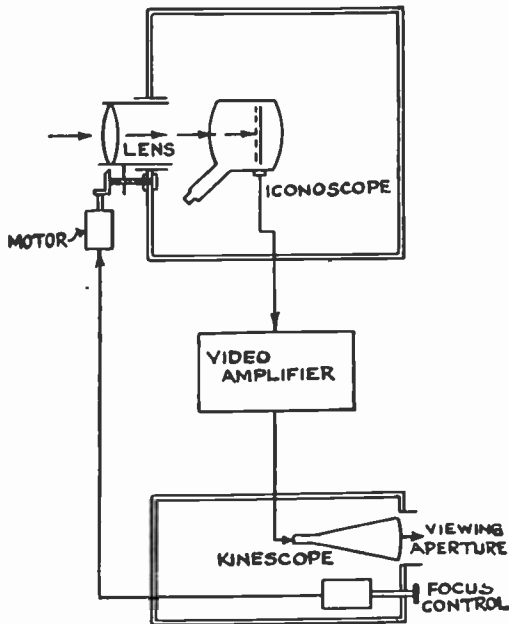 LENS
ICONOSCOPE
MOTOR
VIDEO
AMPLIFIER
KINESCOPE
VIEWING
APERTURE
FOCUS
CONTROL